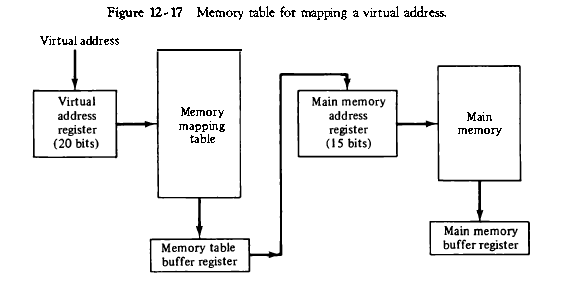 Figure 12-17 Memory table for mapping a virtual address.
Virtual address
Virtual
address
register
(20 bits)
Memory
mapping
table
Memory table
buffer register
Main memory
address
register
(15 bits)
Main
memory
Main memory
buffer register